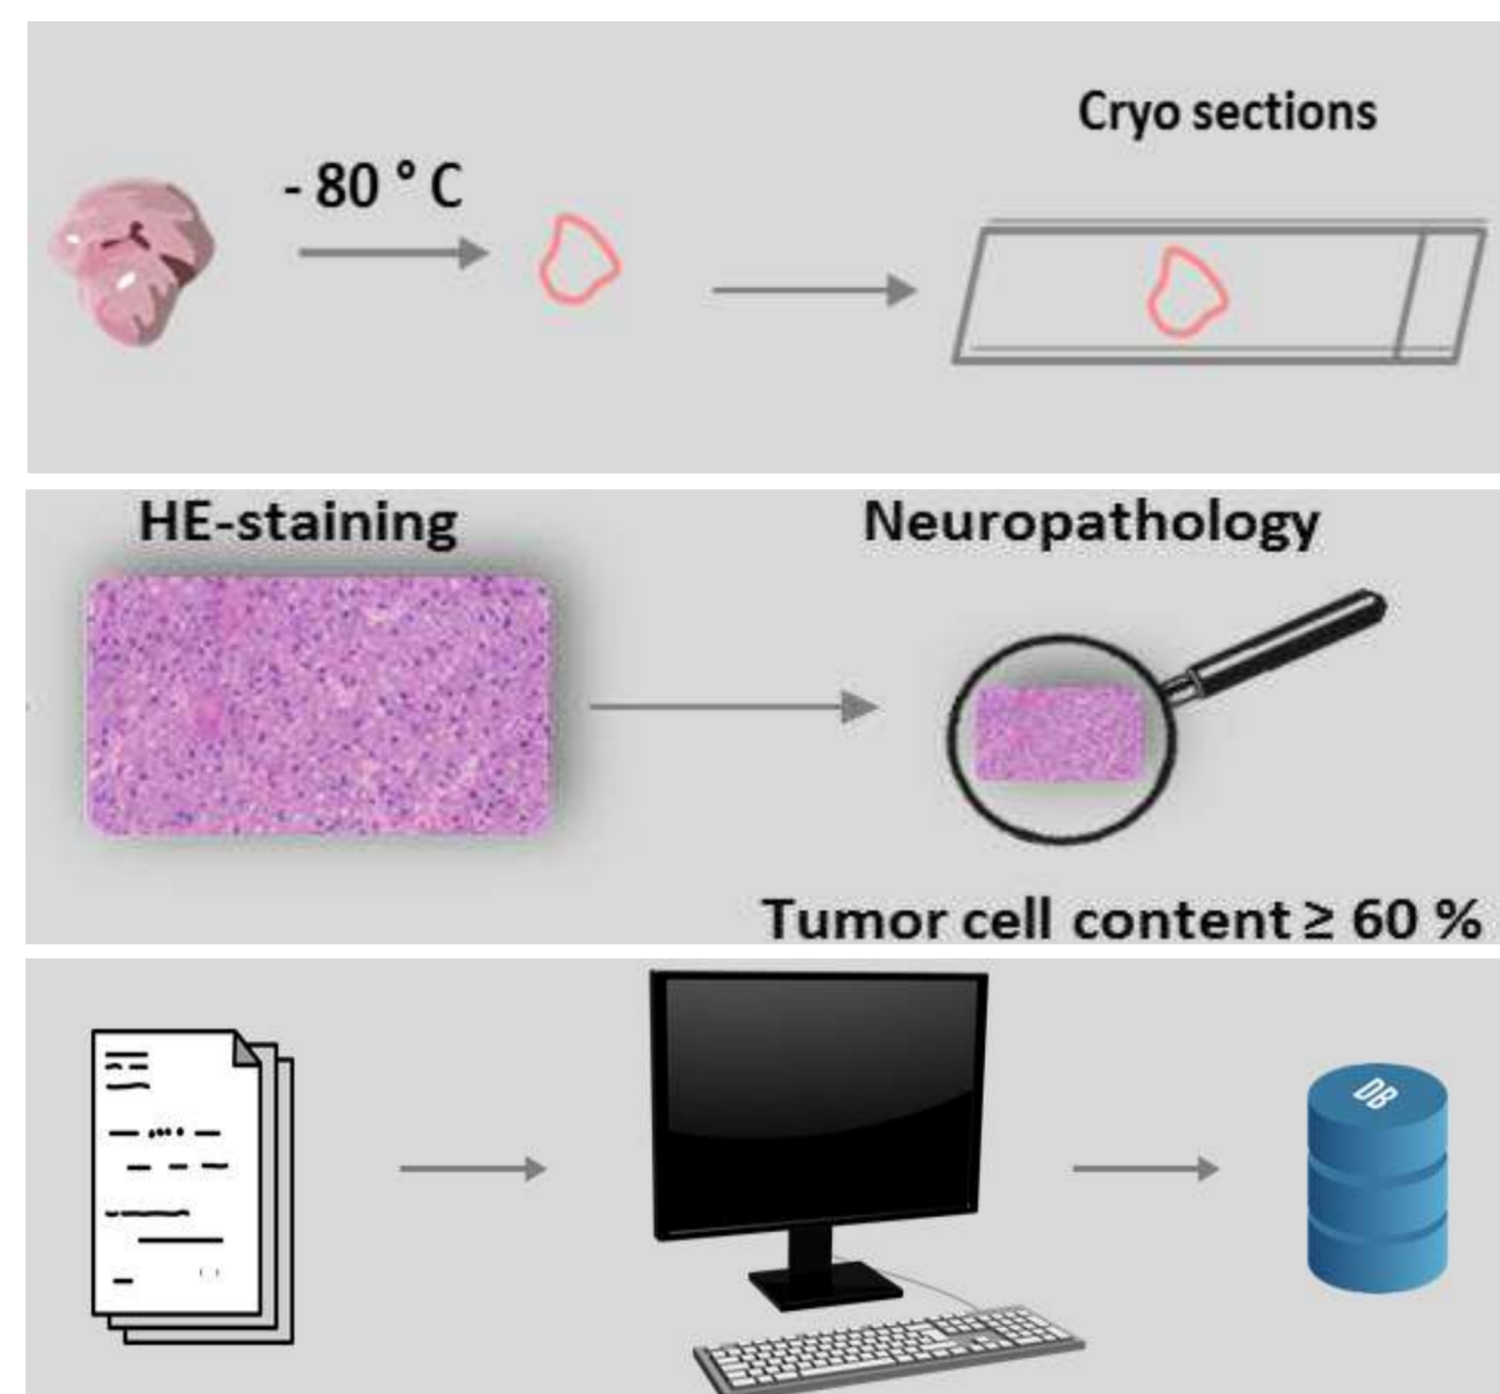 Cryo sections
- 80 ° C
HE-staining
Neuropathology
Tumor cell content ≥ 60 %
DB